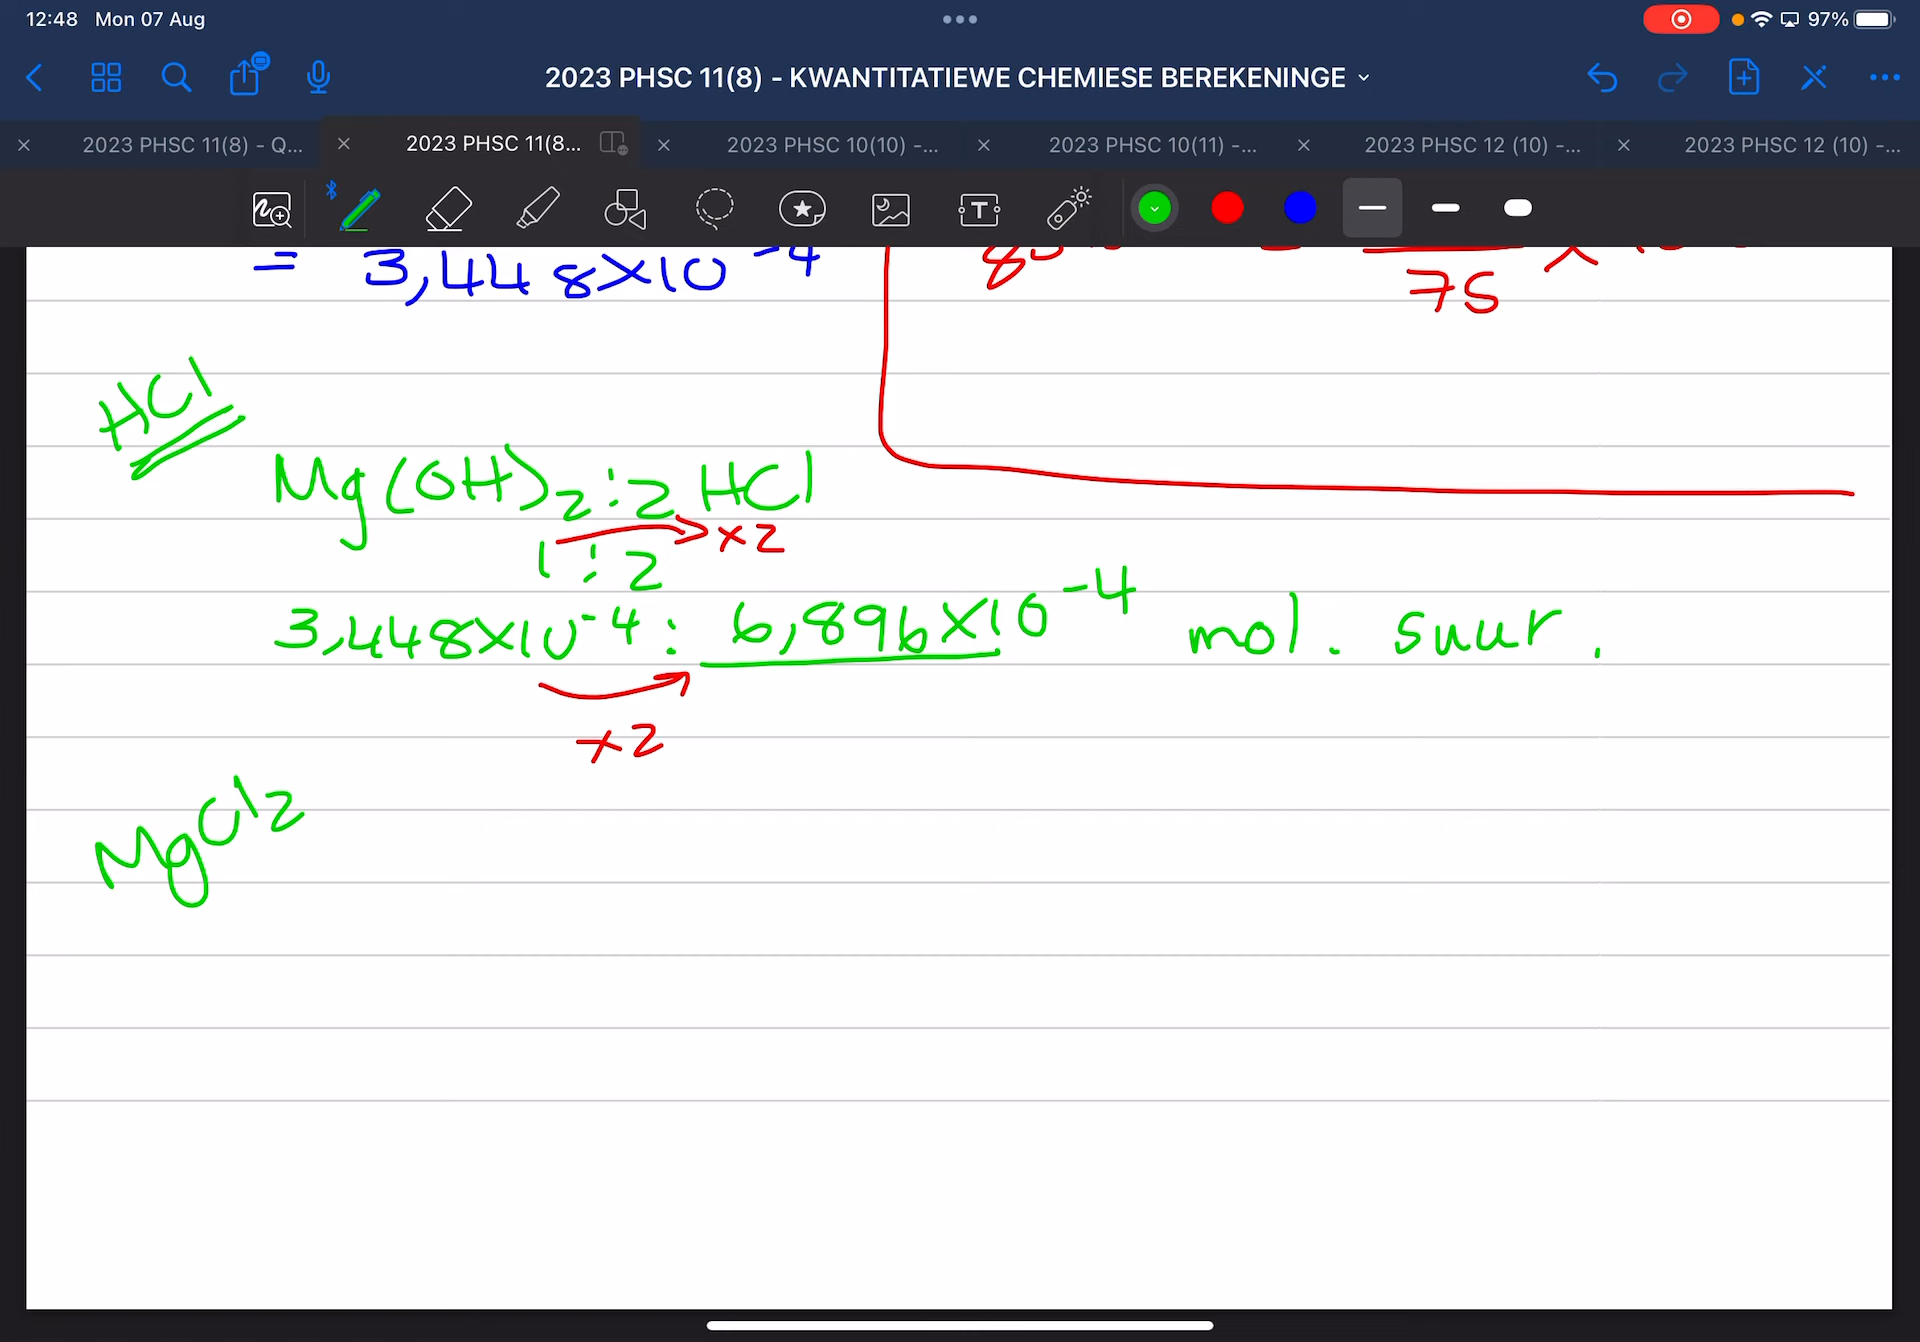 12:48 Mon 07 Aug 97%
2023 PHSC 11(8) - KWANTITATIEWE CHEMIESE BEREKENINGE
2023 PHSC 11(8) - Q... 2023 PHSC 11(8... 2023 PHSC 10(10) -... 2023 PHSC 10(11) -... 2023 PHSC 12 (10) -... 2023 PHSC 12 (10) -...
= 3,448×10⁻⁴
75
HCl
Mg(OH)₂ : 2 HCl
×2
1 : 2
3,448×10⁻⁴ : 6,896×10⁻⁴ mol. suur.
×2
MgCl₂